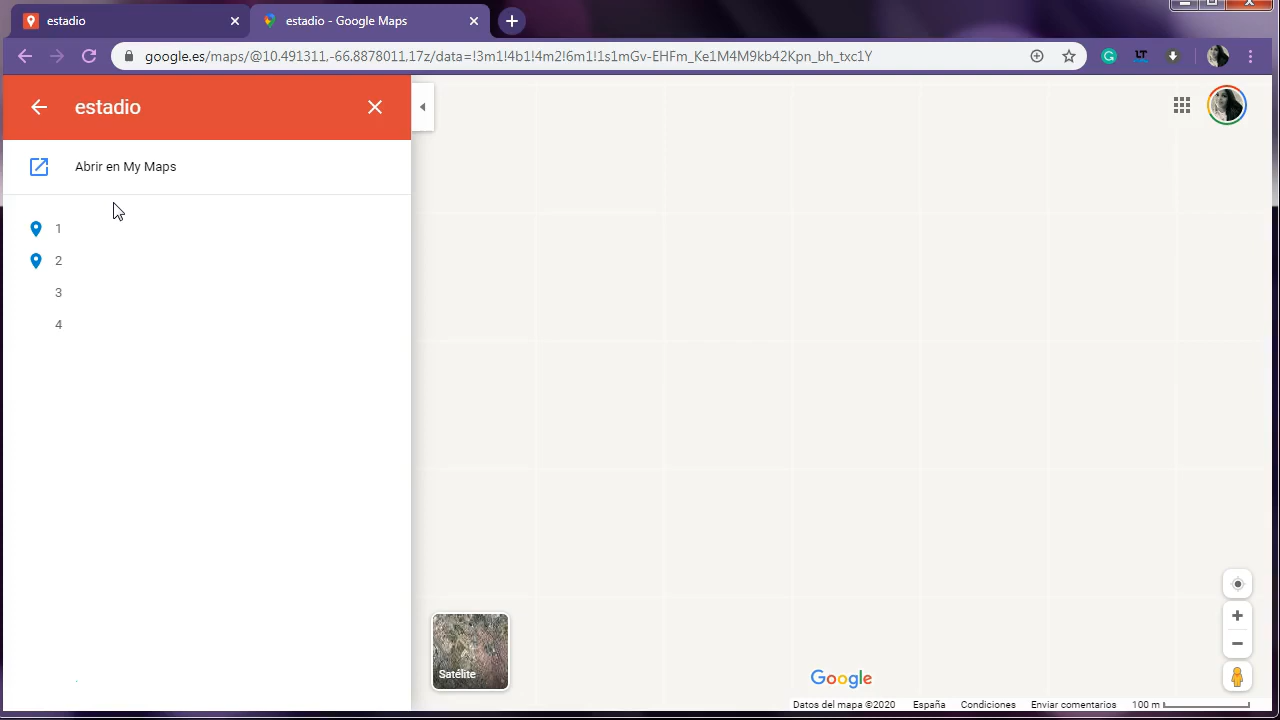 estadio
estadio - Google Maps
google.es/maps/@10.491311,-66.8878011,17z/data=!3m1!4b1!4m2!6m1!1s1mGv-EHFm_Ke1M4M9kb42Kpn_bh_txc1Y
estadio
Abrir en My Maps
1
2
3
4
Satélite
Google
Datos del mapa ©2020 España Condiciones Enviar comentarios 100 m